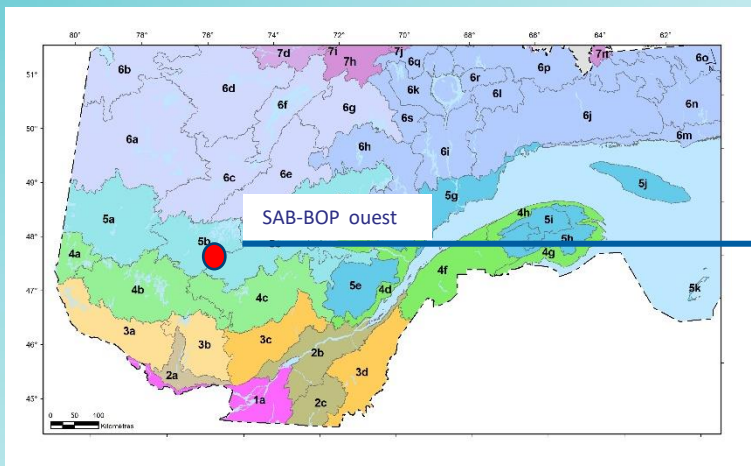 80° 78° 76° 74° 72° 70° 68° 66° 64° 62°
7d 7i 7h 7j 7n
51° 6b 6d 6f 6g 6q 6k 6r 6l 6p 6o
50° 6a 6s 6j 6n
6c 6e 6h 6i 6m
49° 5g 5j
5a SAB-BOP ouest 4h 5i
48° 5b 5h
4a 4g
47° 4b 4c 5e 4d 4f 5k
46° 3a 3b 3c 2b
2a 3d
45° 1a 2c
0 50 100
Kilomètres